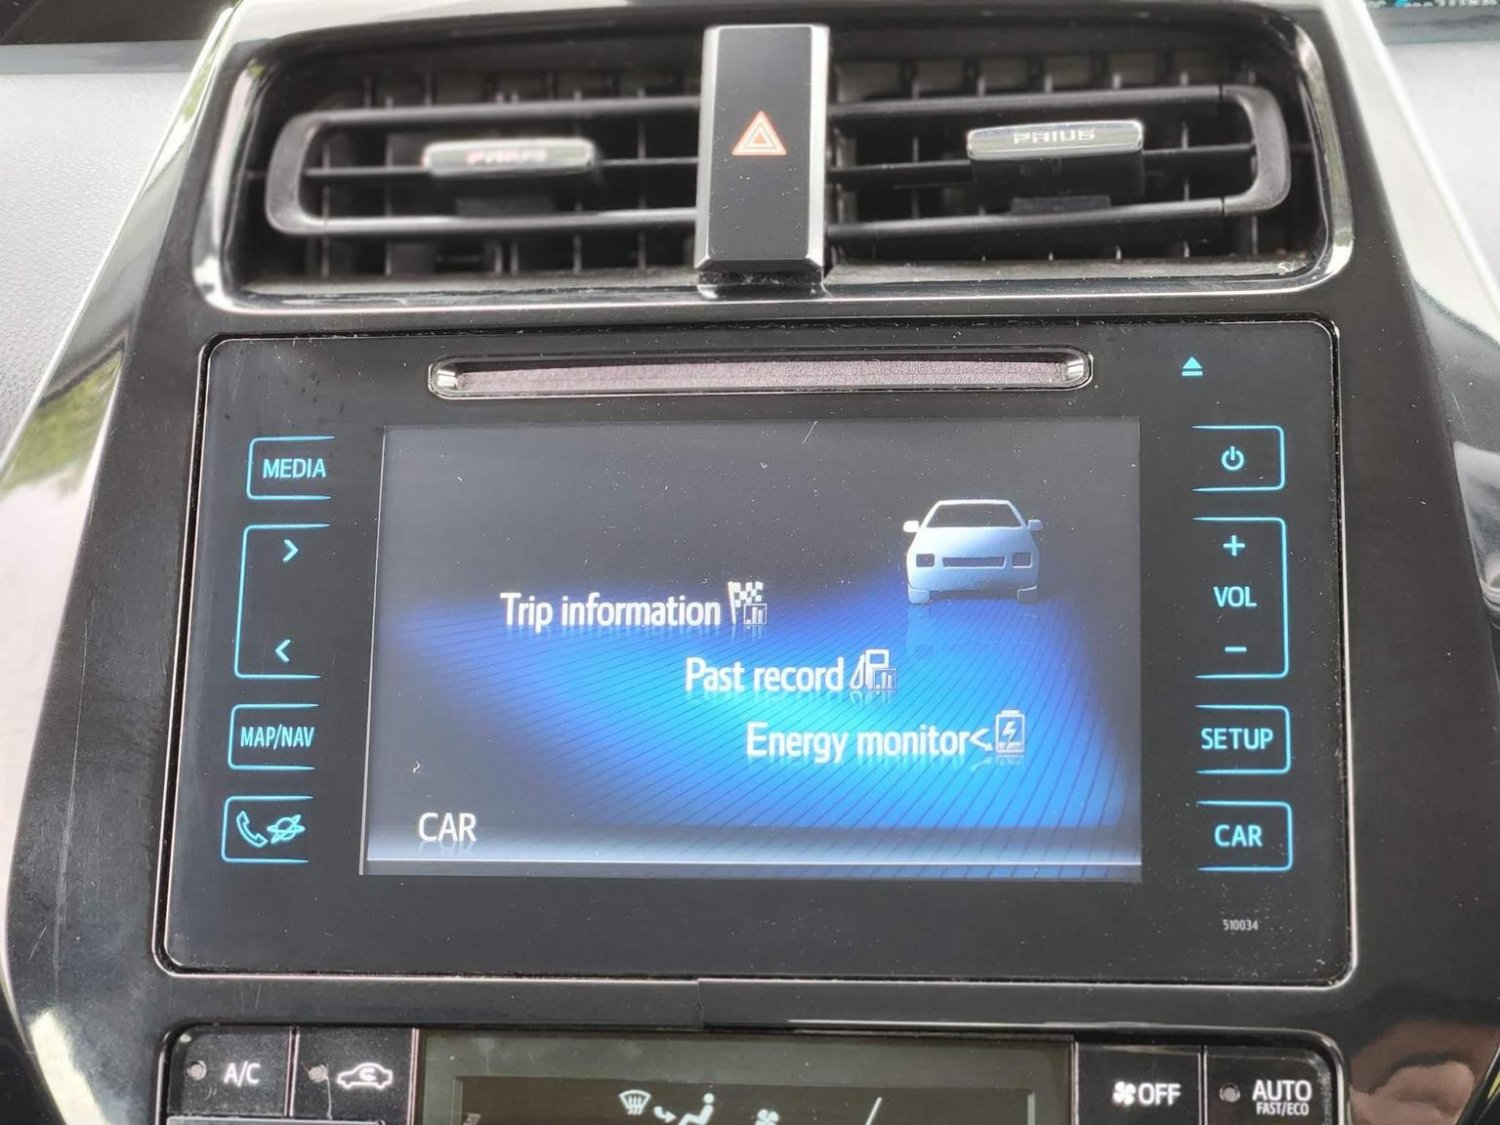 PRIUS
MEDIA
VOL
MAP/NAV
SETUP
CAR
Trip information
Past record
Energy monitor
CAR
510034
A/C
OFF
AUTO
FAST/ECO